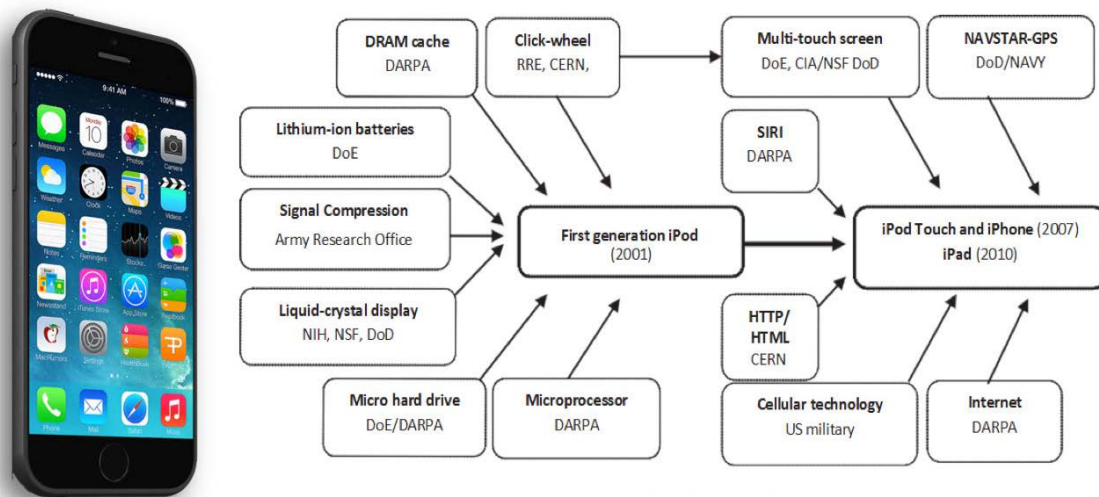 9:41 AM
100%
Monday
10
Messages Calendar Photos Camera
Weather Clock Maps Videos
Notes Reminders Stocks Game Center
Newsstand iTunes Store App Store Passbook
MacRumors Settings Healthbook
Phone Mail Safari Music
DRAM cache
DARPA
Click-wheel
RRE, CERN,
Multi-touch screen
DoE, CIA/NSF DoD
NAVSTAR-GPS
DoD/NAVY
Lithium-ion batteries
DoE
SIRI
DARPA
Signal Compression
Army Research Office
First generation iPod
(2001)
iPod Touch and iPhone (2007)
iPad (2010)
Liquid-crystal display
NIH, NSF, DoD
HTTP/
HTML
CERN
Micro hard drive
DoE/DARPA
Microprocessor
DARPA
Cellular technology
US military
Internet
DARPA